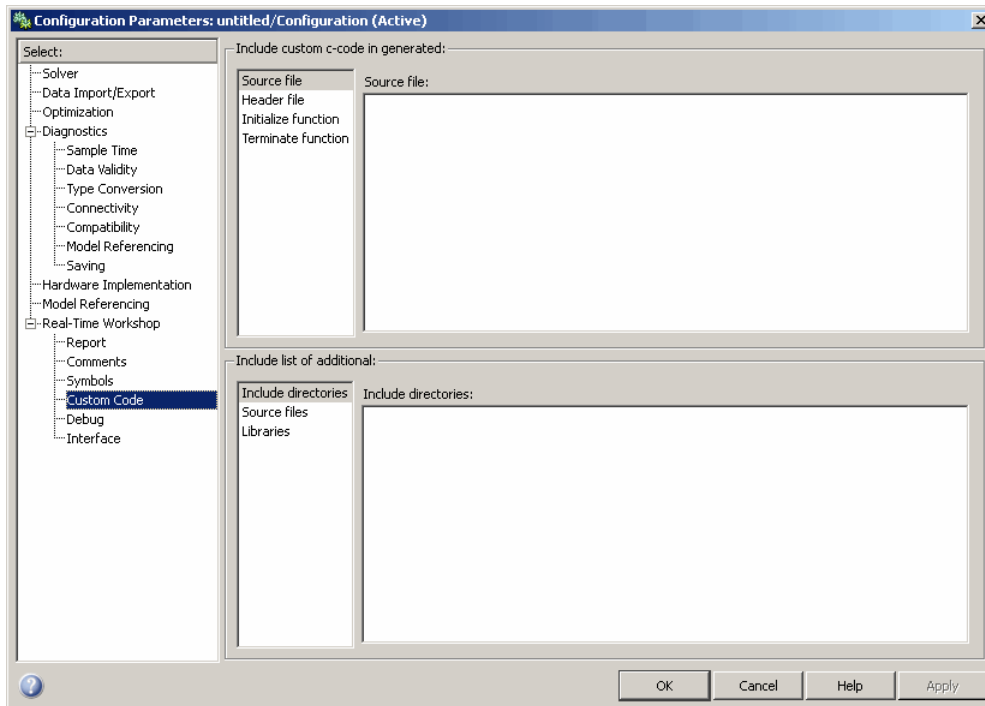 Configuration Parameters: untitled/Configuration (Active)
Select:
Solver
Data Import/Export
Optimization
Diagnostics
Sample Time
Data Validity
Type Conversion
Connectivity
Compatibility
Model Referencing
Saving
Hardware Implementation
Model Referencing
Real-Time Workshop
Report
Comments
Symbols
Custom Code
Debug
Interface
Include custom c-code in generated:
Source file
Header file
Initialize function
Terminate function
Source file:
Include list of additional:
Include directories
Source files
Libraries
Include directories:
OK
Cancel
Help
Apply